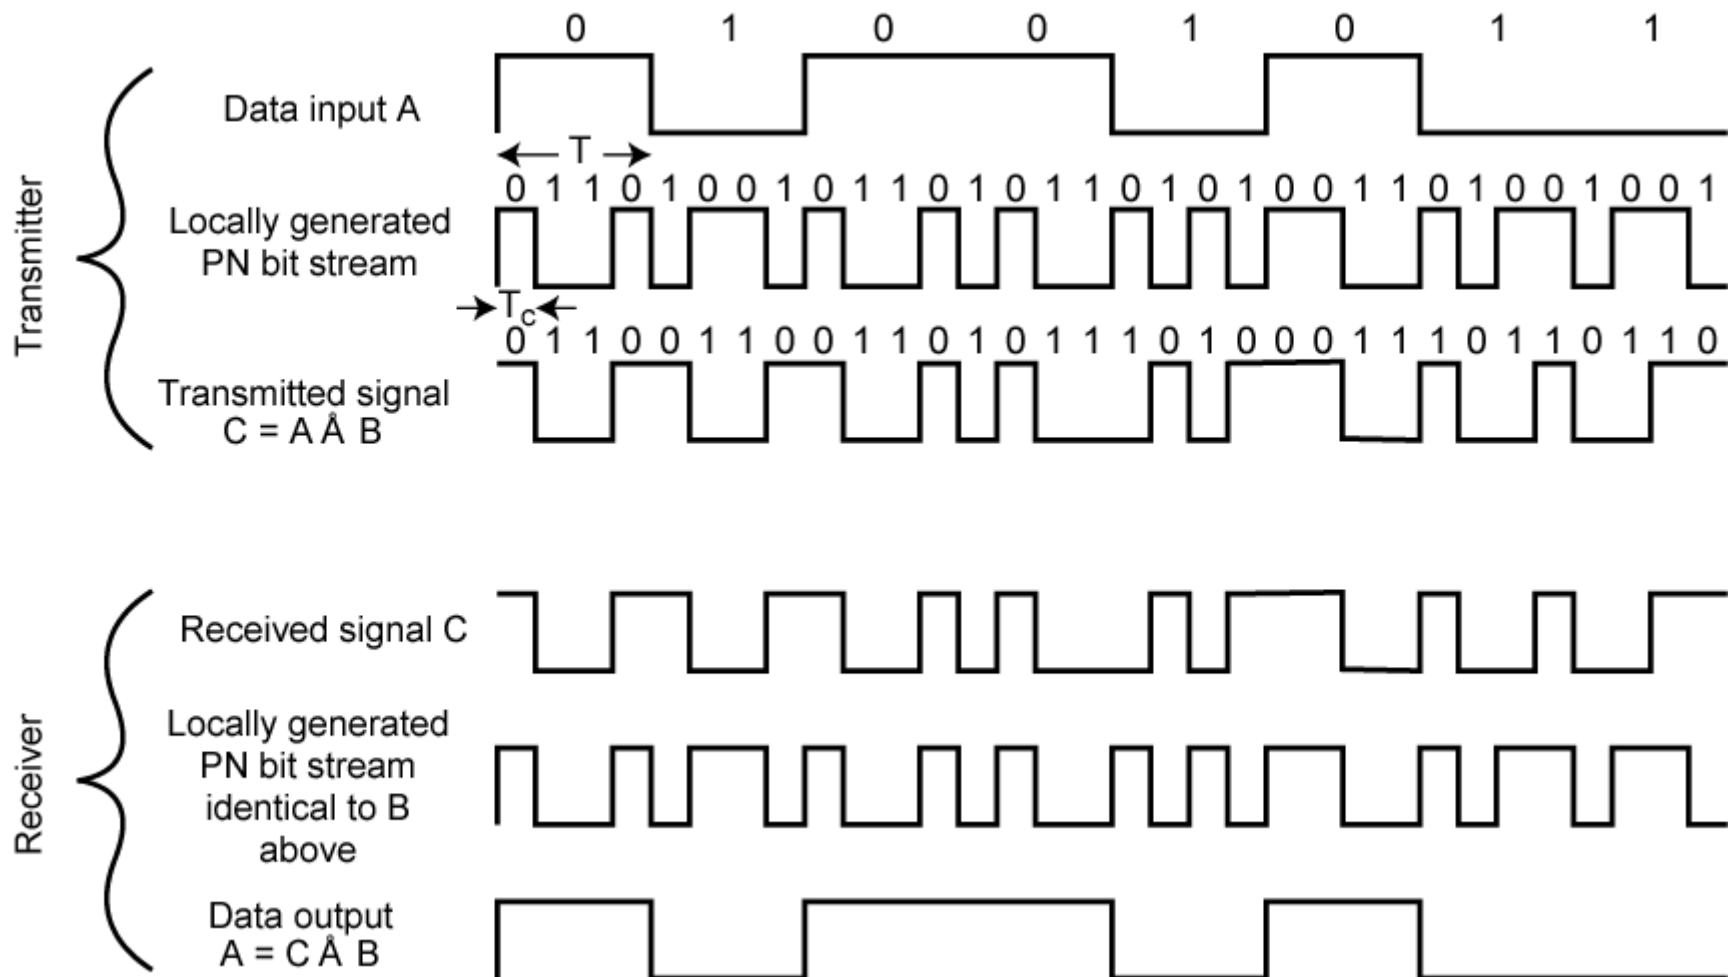 0 1 0 0 1 0 1 1
Data input A
T
0 1 1 0 1 0 0 1 0 1 1 0 1 0 1 1 0 1 0 1 0 0 1 1 0 1 0 0 1 0 0 1
Locally generated
PN bit stream
Transmitter
Tc
0 1 1 0 0 1 1 0 0 1 1 0 1 0 1 1 1 0 1 0 0 0 1 1 1 0 1 1 0 1 1 0
Transmitted signal
C = A Å B
Received signal C
Locally generated
PN bit stream
identical to B
above
Receiver
Data output
A = C Å B